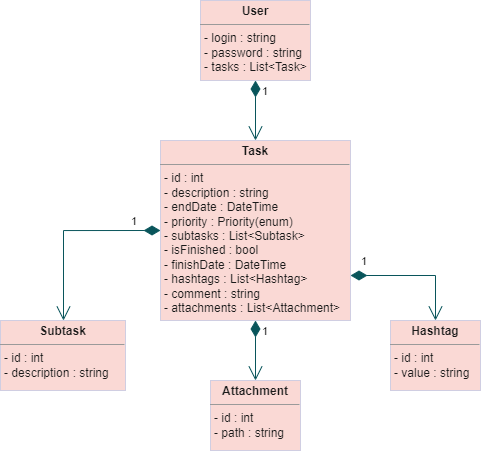 User
- login : string
- password : string
- tasks : List<Task>
1
Task
- id : int
- description : string
- endDate : DateTime
- priority : Priority(enum)
- subtasks : List<Subtask>
- isFinished : bool
- finishDate : DateTime
- hashtags : List<Hashtag>
- comment : string
- attachments : List<Attachment>
1
1
1
Subtask
- id : int
- description : string
Attachment
- id : int
- path : string
Hashtag
- id : int
- value : string